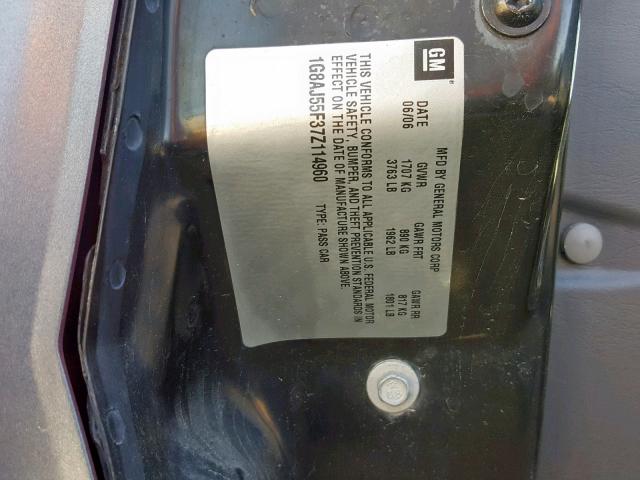 GM
MFD BY GENERAL MOTORS CORP
DATE GVWR GAWR FRT GAWR RR
06/06 1707 KG 890 KG 817 KG
3763 LB 1962 LB 1801 LB
THIS VEHICLE CONFORMS TO ALL APPLICABLE U.S. FEDERAL MOTOR
VEHICLE SAFETY, BUMPER, AND THEFT PREVENTION STANDARDS IN
EFFECT ON THE DATE OF MANUFACTURE SHOWN ABOVE.
1G8AJ55F37Z114960 TYPE: PASS CAR